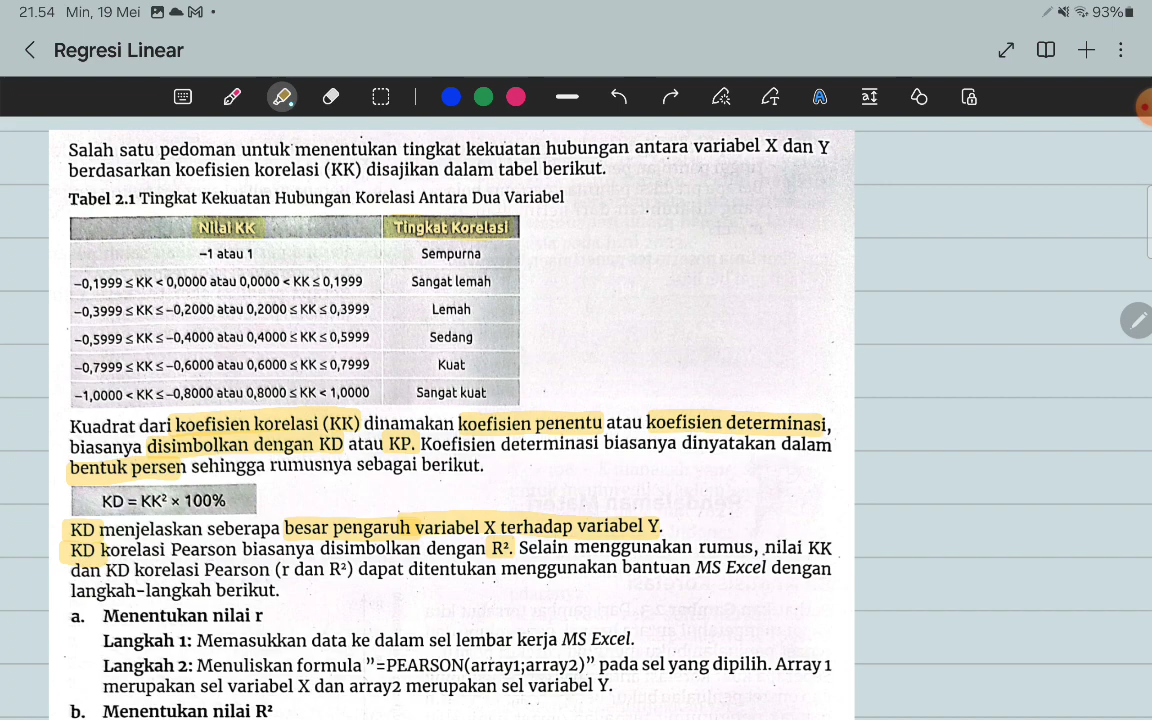 21.54 Min, 19 Mei
93%
Regresi Linear
Salah satu pedoman untuk menentukan tingkat kekuatan hubungan antara variabel X dan Y
berdasarkan koefisien korelasi (KK) disajikan dalam tabel berikut.
Tabel 2.1 Tingkat Kekuatan Hubungan Korelasi Antara Dua Variabel
Nilai KK Tingkat Korelasi
−1 atau 1 Sempurna
−0,1999 ≤ KK < 0,0000 atau 0,0000 < KK ≤ 0,1999 Sangat lemah
−0,3999 ≤ KK ≤ −0,2000 atau 0,2000 ≤ KK ≤ 0,3999 Lemah
−0,5999 ≤ KK ≤ −0,4000 atau 0,4000 ≤ KK ≤ 0,5999 Sedang
−0,7999 ≤ KK ≤ −0,6000 atau 0,6000 ≤ KK ≤ 0,7999 Kuat
−1,0000 < KK ≤ −0,8000 atau 0,8000 ≤ KK < 1,0000 Sangat kuat
Kuadrat dari koefisien korelasi (KK) dinamakan koefisien penentu atau koefisien determinasi,
biasanya disimbolkan dengan KD atau KP. Koefisien determinasi biasanya dinyatakan dalam
bentuk persen sehingga rumusnya sebagai berikut.
KD = KK² × 100%
KD menjelaskan seberapa besar pengaruh variabel X terhadap variabel Y.
KD korelasi Pearson biasanya disimbolkan dengan R². Selain menggunakan rumus, nilai KK
dan KD korelasi Pearson (r dan R²) dapat ditentukan menggunakan bantuan MS Excel dengan
langkah-langkah berikut.
a. Menentukan nilai r
Langkah 1: Memasukkan data ke dalam sel lembar kerja MS Excel.
Langkah 2: Menuliskan formula ”=PEARSON(array1;array2)” pada sel yang dipilih. Array 1
merupakan sel variabel X dan array2 merupakan sel variabel Y.
b. Menentukan nilai R²